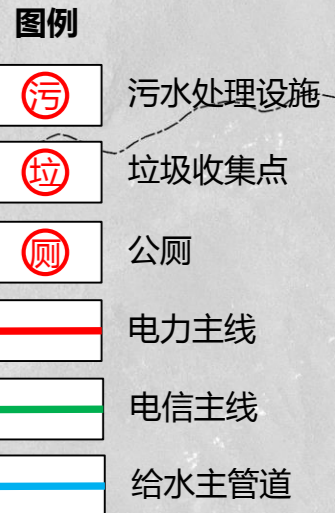 图例
污 污水处理设施
垃 垃圾收集点
厕 公厕
电力主线
电信主线
给水主管道